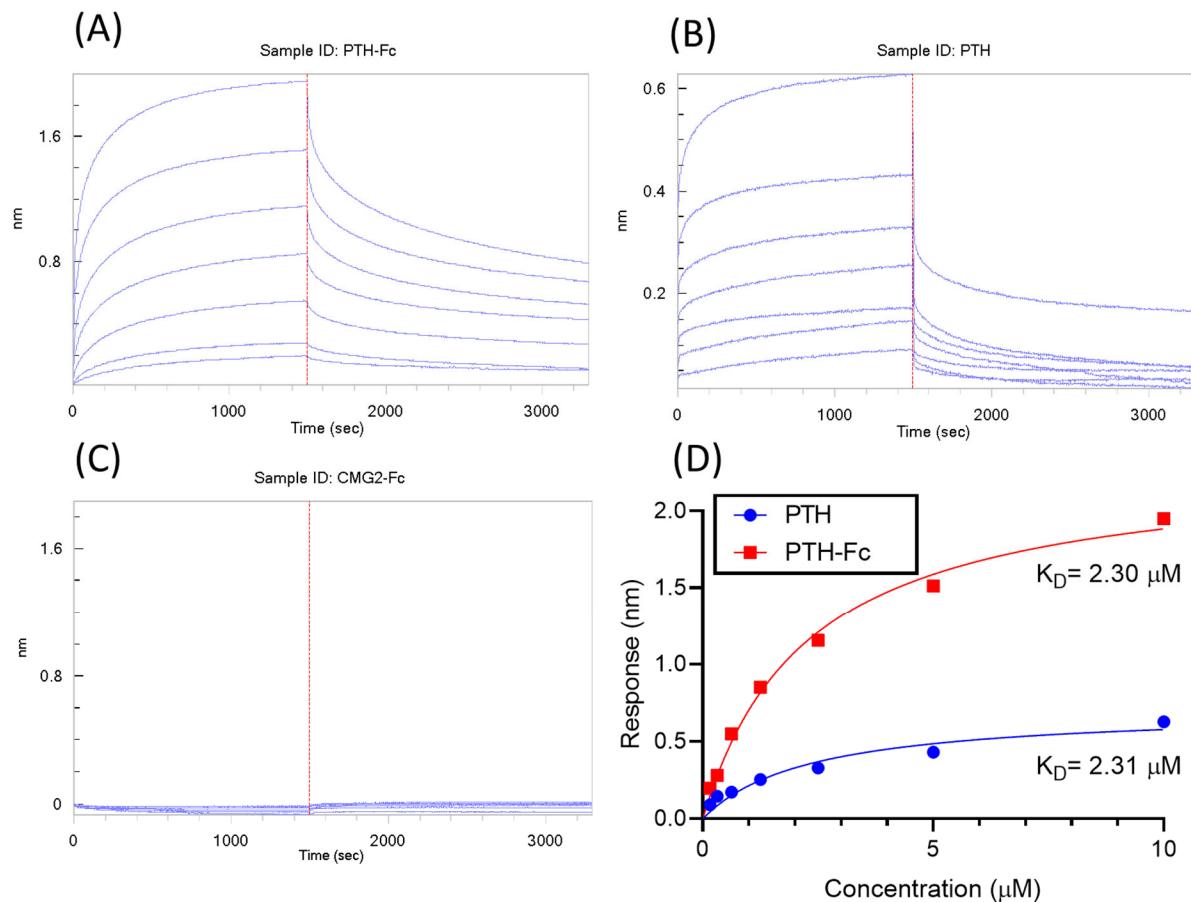 (A)
Sample ID: PTH-Fc
1.6
0.8
nm
0
1000
2000
3000
Time (sec)
(B)
Sample ID: PTH
0.6
0.4
0.2
nm
0
1000
2000
3000
Time (sec)
(C)
Sample ID: CMG2-Fc
1.6
0.8
0
nm
0
1000
2000
3000
Time (sec)
(D)
PTH
PTH-Fc
2.0
1.5
1.0
0.5
0.0
Response (nm)
K_D= 2.30 μM
K_D= 2.31 μM
0
5
10
Concentration (μM)